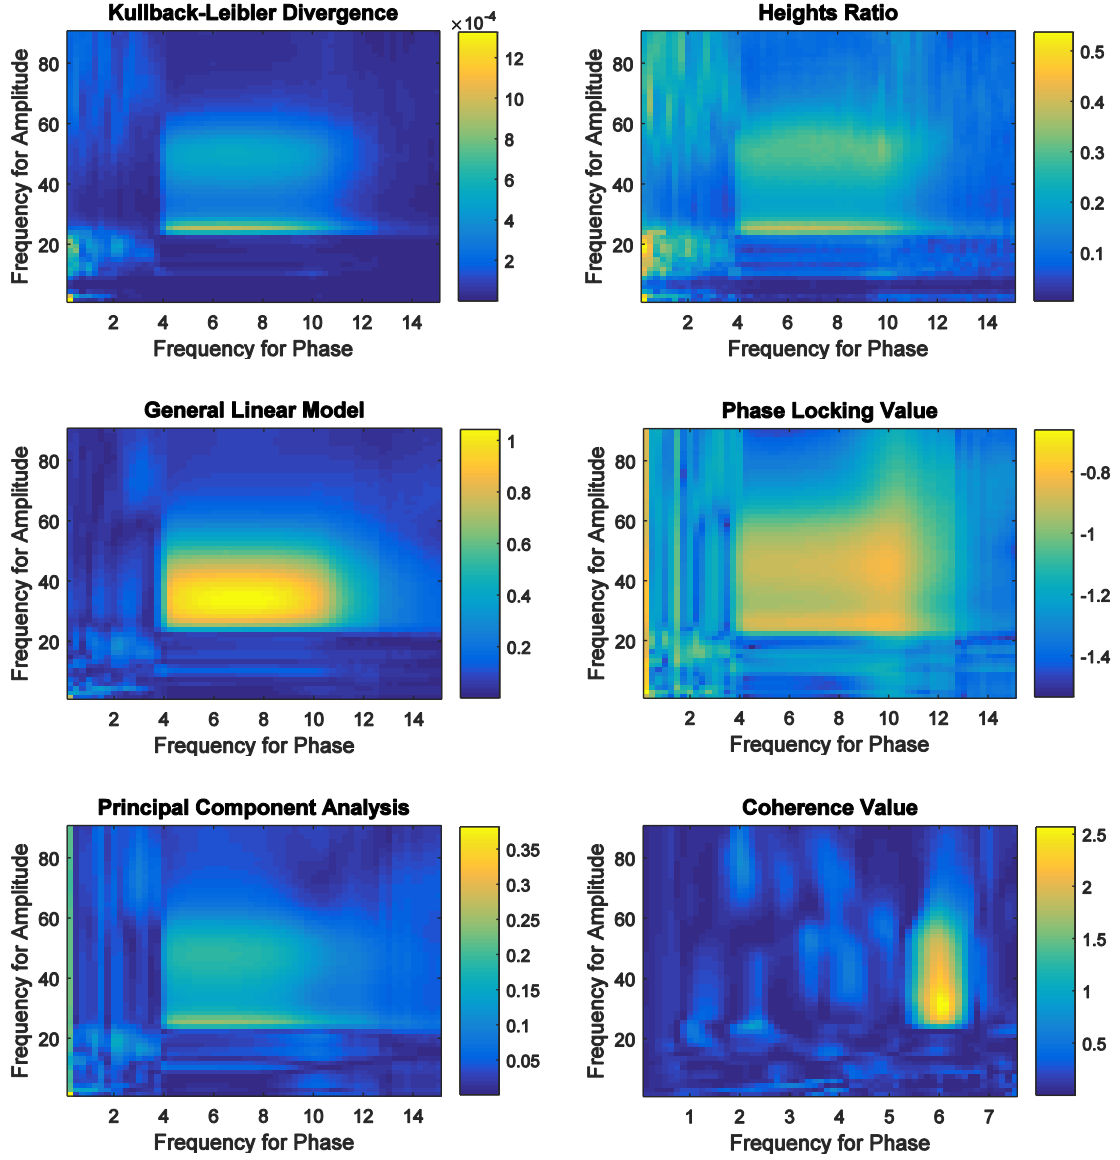 Kullback-Leibler Divergence
×10-4
Frequency for Amplitude
80
60
40
20
2 4 6 8 10 12 14
Frequency for Phase
12
10
8
6
4
2
Heights Ratio
Frequency for Amplitude
80
60
40
20
2 4 6 8 10 12 14
Frequency for Phase
0.5
0.4
0.3
0.2
0.1
General Linear Model
Frequency for Amplitude
80
60
40
20
2 4 6 8 10 12 14
Frequency for Phase
1
0.8
0.6
0.4
0.2
Phase Locking Value
Frequency for Amplitude
80
60
40
20
2 4 6 8 10 12 14
Frequency for Phase
-0.8
-1
-1.2
-1.4
Principal Component Analysis
Frequency for Amplitude
80
60
40
20
2 4 6 8 10 12 14
Frequency for Phase
0.35
0.3
0.25
0.2
0.15
0.1
0.05
Coherence Value
Frequency for Amplitude
80
60
40
20
1 2 3 4 5 6 7
Frequency for Phase
2.5
2
1.5
1
0.5